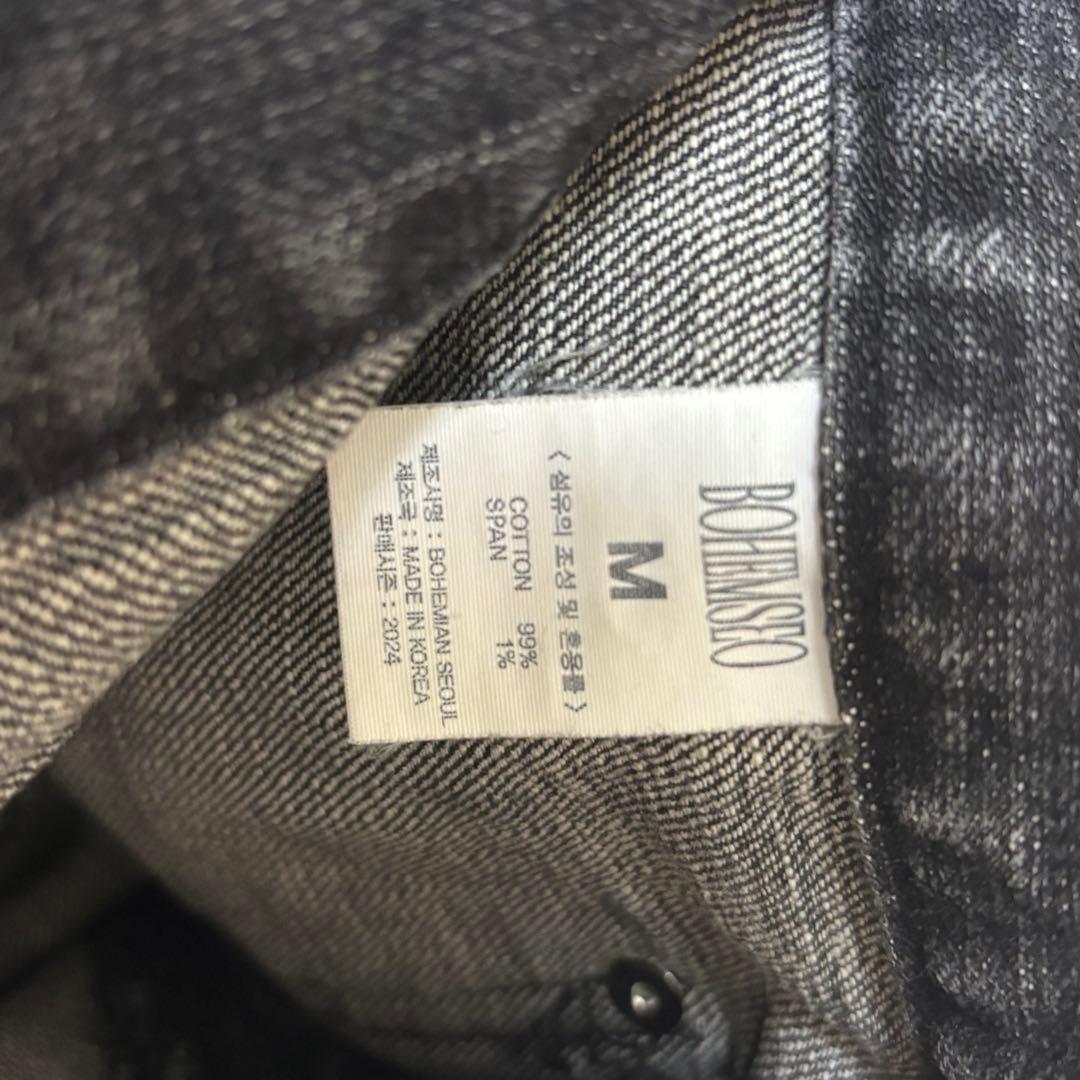 BOHEMSEO
M
< 섬유의 조성 및 혼용률 >
COTTON 99%
SPAN 1%
제조사명 : BOHEMIAN SEOUL
제조국 : MADE IN KOREA
판매시즌 : 2024